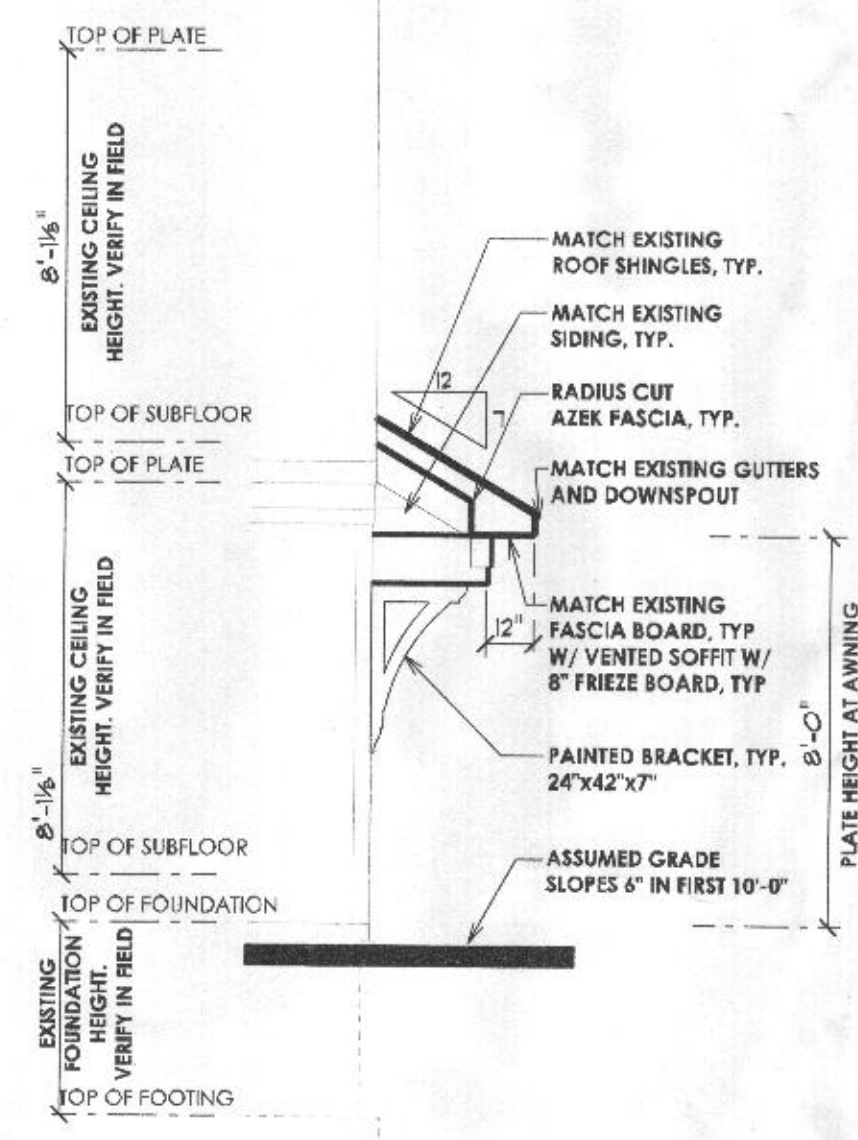 TOP OF PLATE
8'-1⅛"
EXISTING CEILING
HEIGHT. VERIFY IN FIELD
TOP OF SUBFLOOR
TOP OF PLATE
8'-1⅛"
EXISTING CEILING
HEIGHT. VERIFY IN FIELD
TOP OF SUBFLOOR
TOP OF FOUNDATION
EXISTING
FOUNDATION
HEIGHT.
VERIFY IN FIELD
TOP OF FOOTING
MATCH EXISTING
ROOF SHINGLES, TYP.
MATCH EXISTING
SIDING, TYP.
12
7
RADIUS CUT
AZEK FASCIA, TYP.
MATCH EXISTING GUTTERS
AND DOWNSPOUT
12"
MATCH EXISTING
FASCIA BOARD, TYP
W/ VENTED SOFFIT W/
8" FRIEZE BOARD, TYP
PAINTED BRACKET, TYP.
24"x42"x7"
ASSUMED GRADE
SLOPES 6" IN FIRST 10'-0"
8'-0"
PLATE HEIGHT AT AWNING